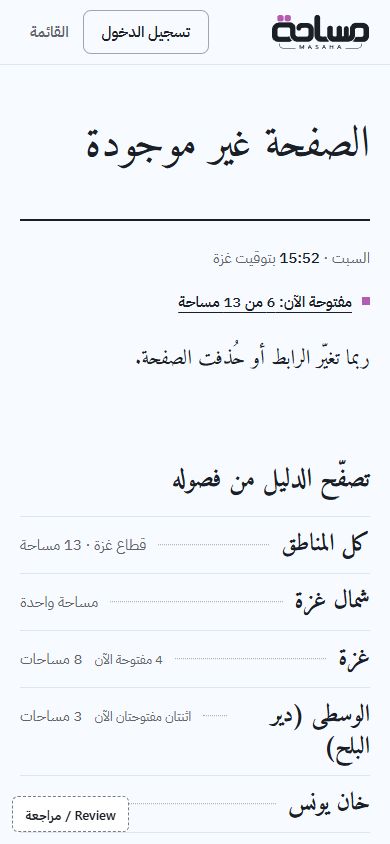 مساحة
MASAHA
تسجيل الدخول
القائمة
الصفحة غير موجودة
السبت · 15:52 بتوقيت غزة
مفتوحة الآن: 6 من 13 مساحة
ربما تغيّر الرابط أو حُذفت الصفحة.
تصفّح الدليل من فصوله
كل المناطق قطاع غزة · 13 مساحة
شمال غزة مساحة واحدة
غزة 4 مفتوحة الآن 8 مساحات
الوسطى (دير البلح) اثنتان مفتوحتان الآن 3 مساحات
خان يونس
Review / مراجعة